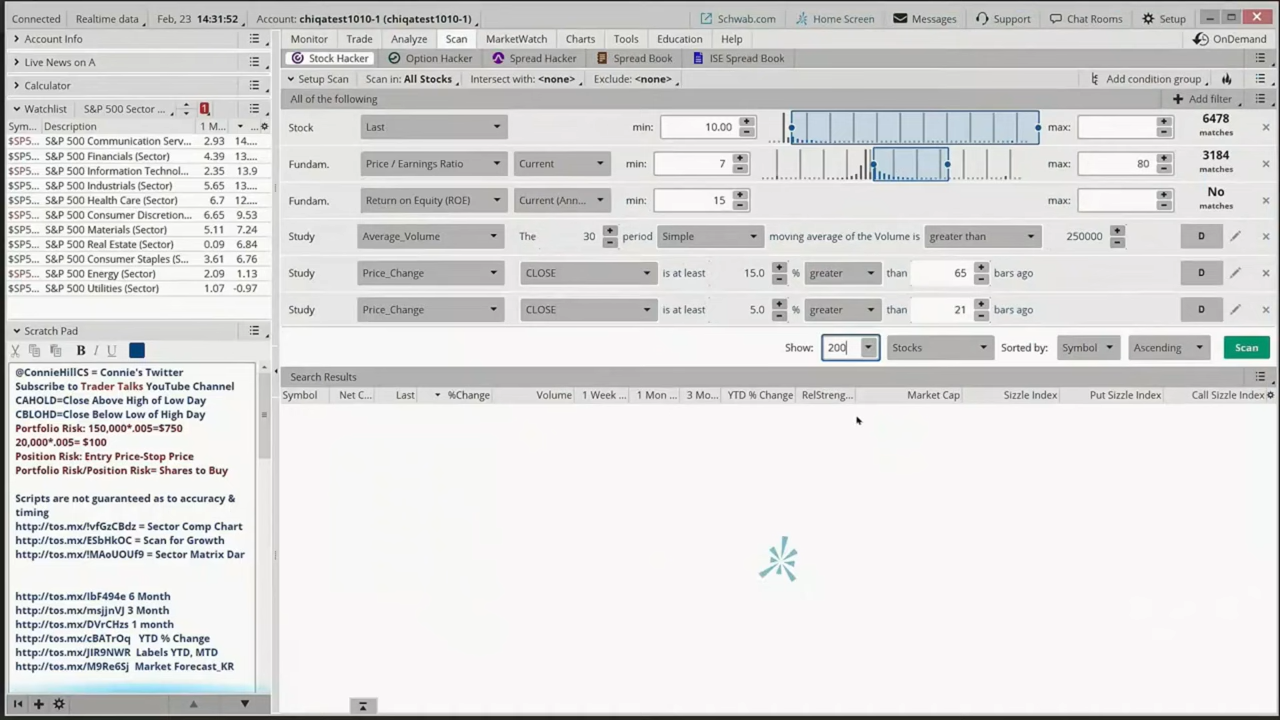 Connected Realtime data Feb, 23 14:31:52 Account: chiqatest1010-1 (chiqatest1010-1) Schwab.com Home Screen Messages Support Chat Rooms Setup
Account Info
Live News on A
Calculator
Watchlist S&P 500 Sector ... 1
Sym... Description 1 M...
$SP5... S&P 500 Communication Serv... 2.93 14....
$SP5... S&P 500 Financials (Sector) 4.39 13....
$SP5... S&P 500 Information Technol... 2.35 13.9
$SP5... S&P 500 Industrials (Sector) 5.65 13....
$SP5... S&P 500 Health Care (Sector) 6.7 12....
$SP5... S&P 500 Consumer Discretion... 6.65 9.53
$SP5... S&P 500 Materials (Sector) 5.11 7.24
$SP5... S&P 500 Real Estate (Sector) 0.09 6.84
$SP5... S&P 500 Consumer Staples (S... 3.61 6.76
$SP5... S&P 500 Energy (Sector) 2.09 1.13
$SP5... S&P 500 Utilities (Sector) 1.07 -0.97
Scratch Pad
B I U
@ConnieHillCS = Connie's Twitter
Subscribe to Trader Talks YouTube Channel
CAHOLD=Close Above High of Low Day
CBLOHD=Close Below Low of High Day
Portfolio Risk: 150,000*.005=$750
20,000*.005= $100
Position Risk: Entry Price-Stop Price
Portfolio Risk/Position Risk= Shares to Buy
Scripts are not guaranteed as to accuracy &
timing
http://tos.mx/!vfGzCBdz = Sector Comp Chart
http://tos.mx/ESbHkOC = Scan for Growth
http://tos.mx/!MAoUOUf9 = Sector Matrix Dar
http://tos.mx/IbF494e 6 Month
http://tos.mx/msjjnVJ 3 Month
http://tos.mx/DVrCHzs 1 month
http://tos.mx/cBATrOq YTD % Change
http://tos.mx/JIR9NWR Labels YTD, MTD
http://tos.mx/M9Re6Sj Market Forecast_KR
Monitor Trade Analyze Scan MarketWatch Charts Tools Education Help OnDemand
Stock Hacker Option Hacker Spread Hacker Spread Book ISE Spread Book
Setup Scan Scan in: All Stocks Intersect with: <none> Exclude: <none> Add condition group
All of the following Add filter
Stock Last min: 10.00 max: 6478 matches
Fundam. Price / Earnings Ratio Current min: 7 max: 80 3184 matches
Fundam. Return on Equity (ROE) Current (Ann... min: 15 max: No matches
Study Average_Volume The 30 period Simple moving average of the Volume is greater than 250000 D
Study Price_Change CLOSE is at least 15.0 % greater than 65 bars ago D
Study Price_Change CLOSE is at least 5.0 % greater than 21 bars ago D
Show: 200 Stocks Sorted by: Symbol Ascending Scan
Search Results
Symbol Net C... Last %Change Volume 1 Week ... 1 Mon ... 3 Mo... YTD % Change RelStreng... Market Cap Sizzle Index Put Sizzle Index Call Sizzle Index